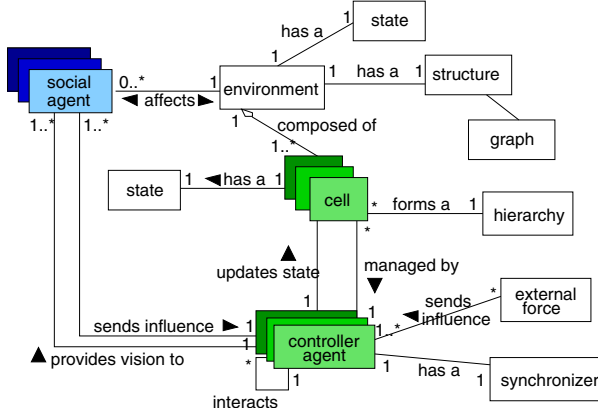 state
has a
1
1
social
agent
0..*
1
environment
1
has a
1
structure
affects
1..*
1..*
1
composed of
graph
1..*
state
1
has a
1
cell
*
forms a
1
hierarchy
*
updates state
managed by
1
1
sends
influence
*
external
force
sends influence
1
1..*
controller
agent
provides vision to
1
*
1
interacts
1
has a
1
synchronizer